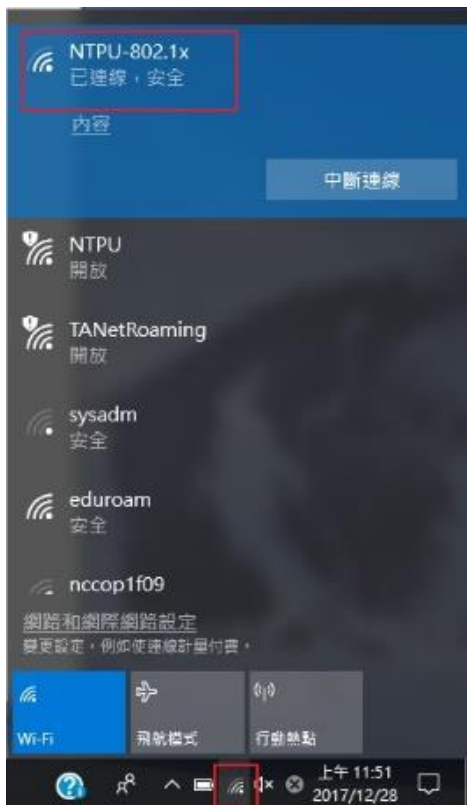 NTPU-802.1x
已連線，安全
內容
中斷連線
NTPU
開放
TANetRoaming
開放
sysadm
安全
eduroam
安全
nccop1f09
網路和網際網路設定
變更設定，例如使連線計量付費。
Wi-Fi
飛航模式
行動熱點
上午 11:51
2017/12/28